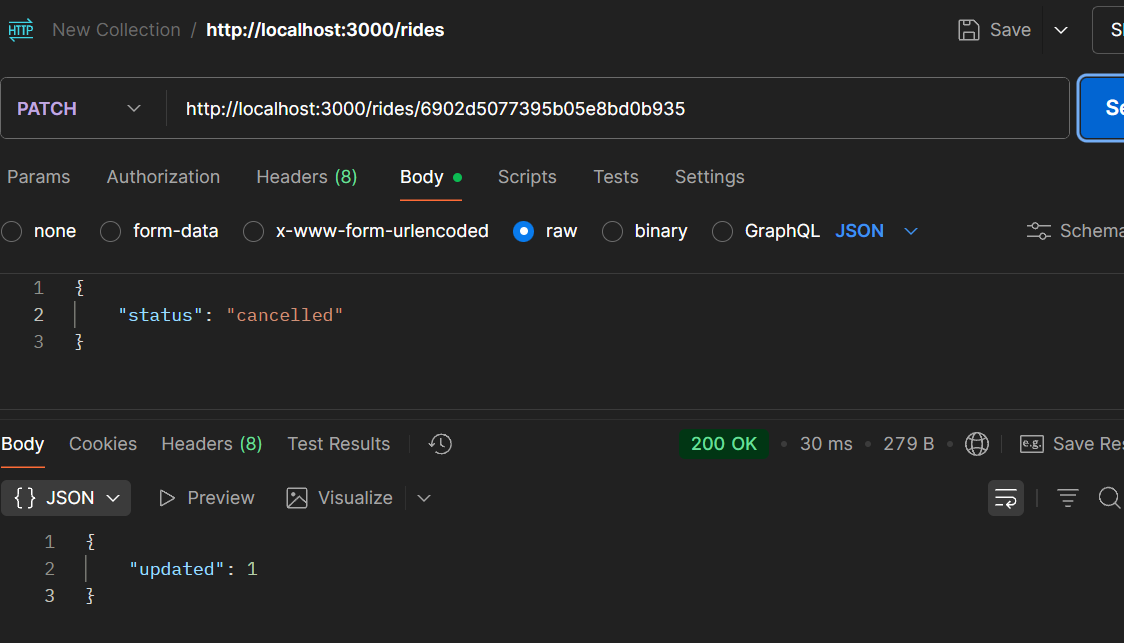 HTTP New Collection / http://localhost:3000/rides Save
PATCH http://localhost:3000/rides/6902d5077395b05e8bd0b935
Params Authorization Headers (8) Body Scripts Tests Settings
none form-data x-www-form-urlencoded raw binary GraphQL JSON Schema
1 {
2 "status": "cancelled"
3 }
Body Cookies Headers (8) Test Results 200 OK • 30 ms • 279 B • e.g. Save Res
{} JSON Preview Visualize
1 {
2 "updated": 1
3 }